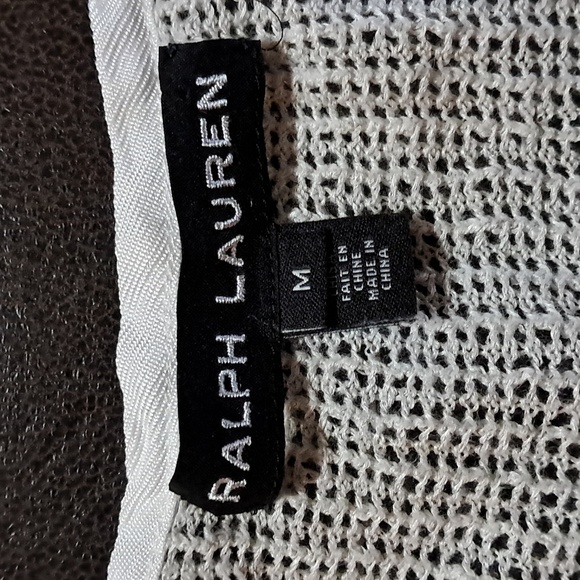 RALPH LAUREN
M
FAIT EN
CHINE
MADE IN
CHINA